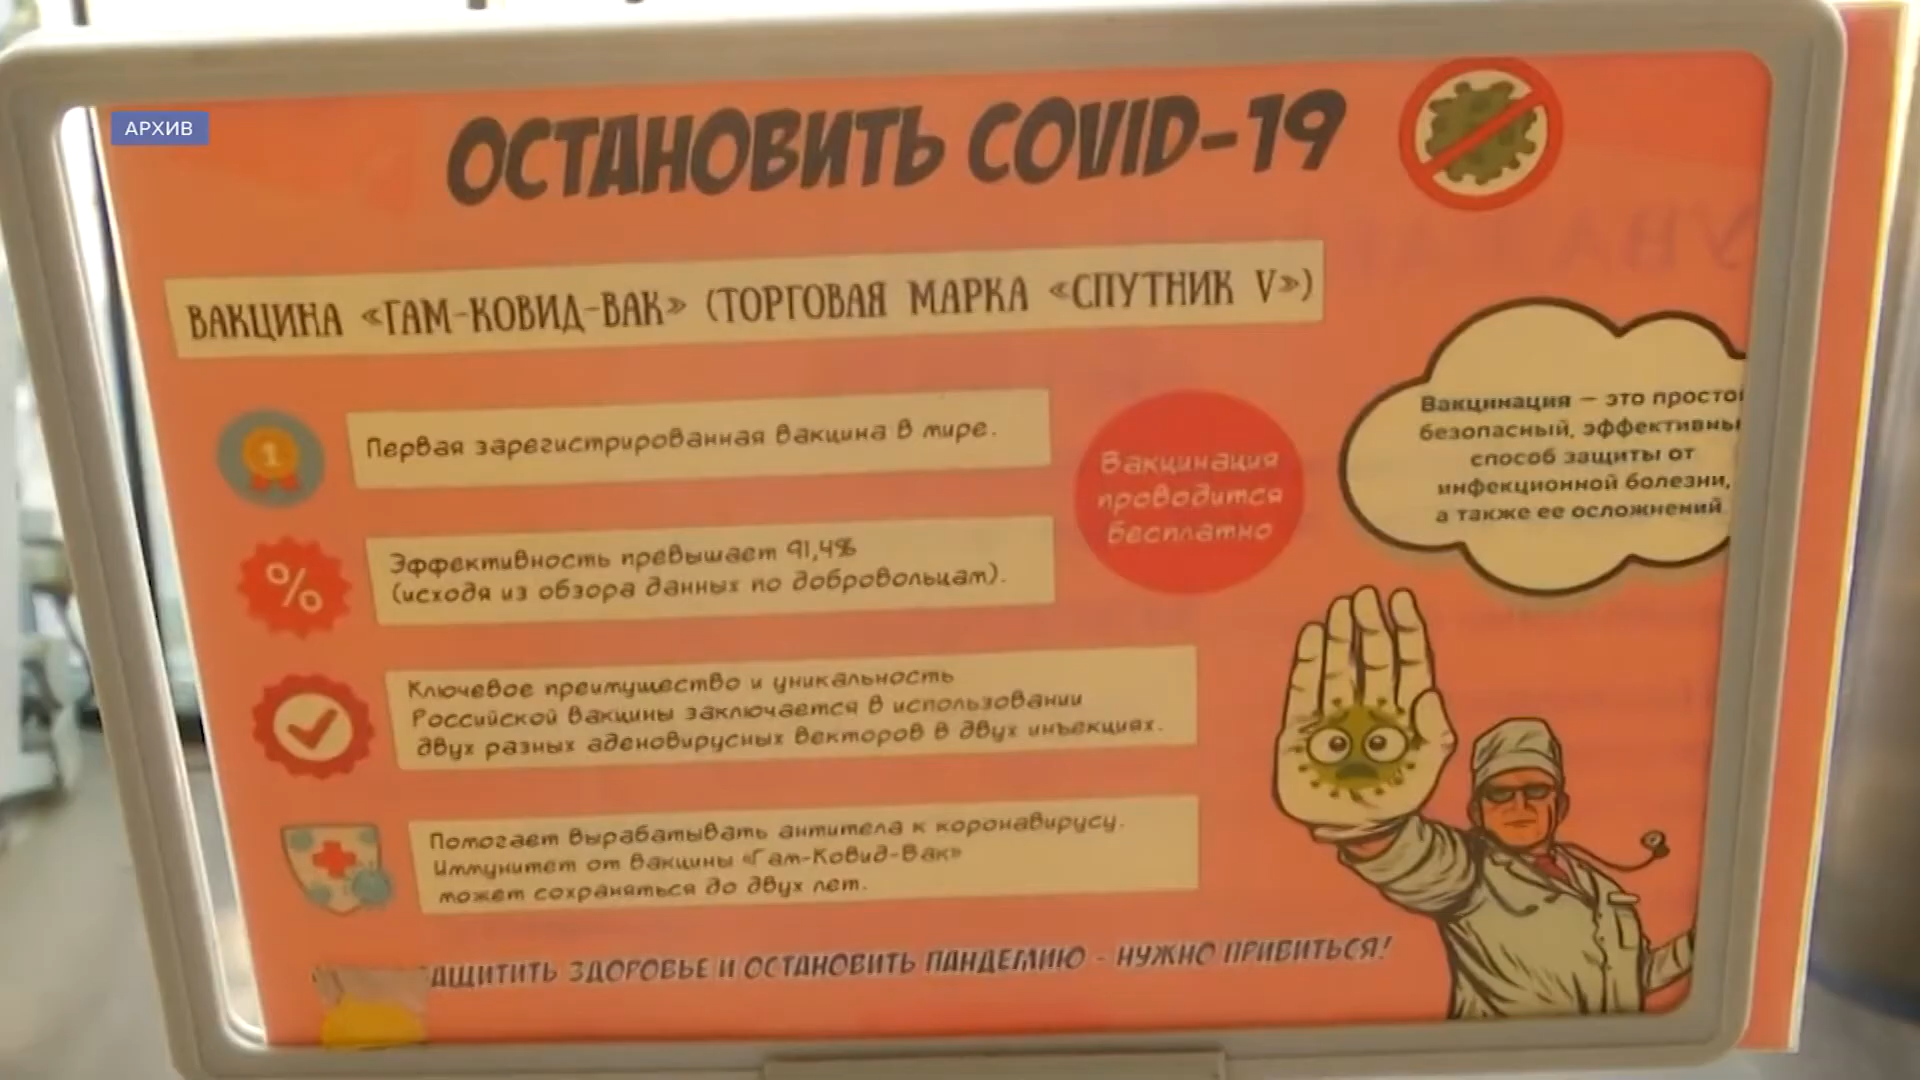 АРХИВ
ОСТАНОВИТЬ COVID-19
ВАКЦИНА «ГАМ-КОВИД-ВАК» (ТОРГОВАЯ МАРКА «СПУТНИК V»)
1
Первая зарегистрированная вакцина в мире.
%
Эффективность превышает 91,4%
(исходя из обзора данных по добровольцам).
Ключевое преимущество и уникальность
Российской вакцины заключается в использовании
двух разных аденовирусных векторов в двух инъекциях.
Помогает вырабатывать антитела к коронавирусу.
Иммунитет от вакцины «Гам-Ковид-Вак»
может сохраняться до двух лет.
Вакцинация
проводится
бесплатно
Вакцинация — это просто
безопасный, эффективны
способ защиты от
инфекционной болезни,
а также ее осложнений
АЩИТИТЬ ЗДОРОВЬЕ И ОСТАНОВИТЬ ПАНДЕМИЮ - НУЖНО ПРИВИТЬСЯ!